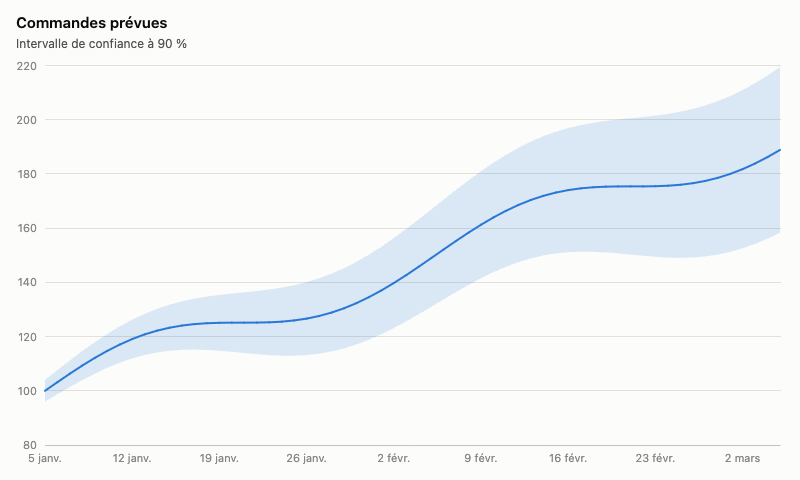 Commandes prévues
Intervalle de confiance à 90 %
220
200
180
160
140
120
100
80
5 janv. 12 janv. 19 janv. 26 janv. 2 févr. 9 févr. 16 févr. 23 févr. 2 mars